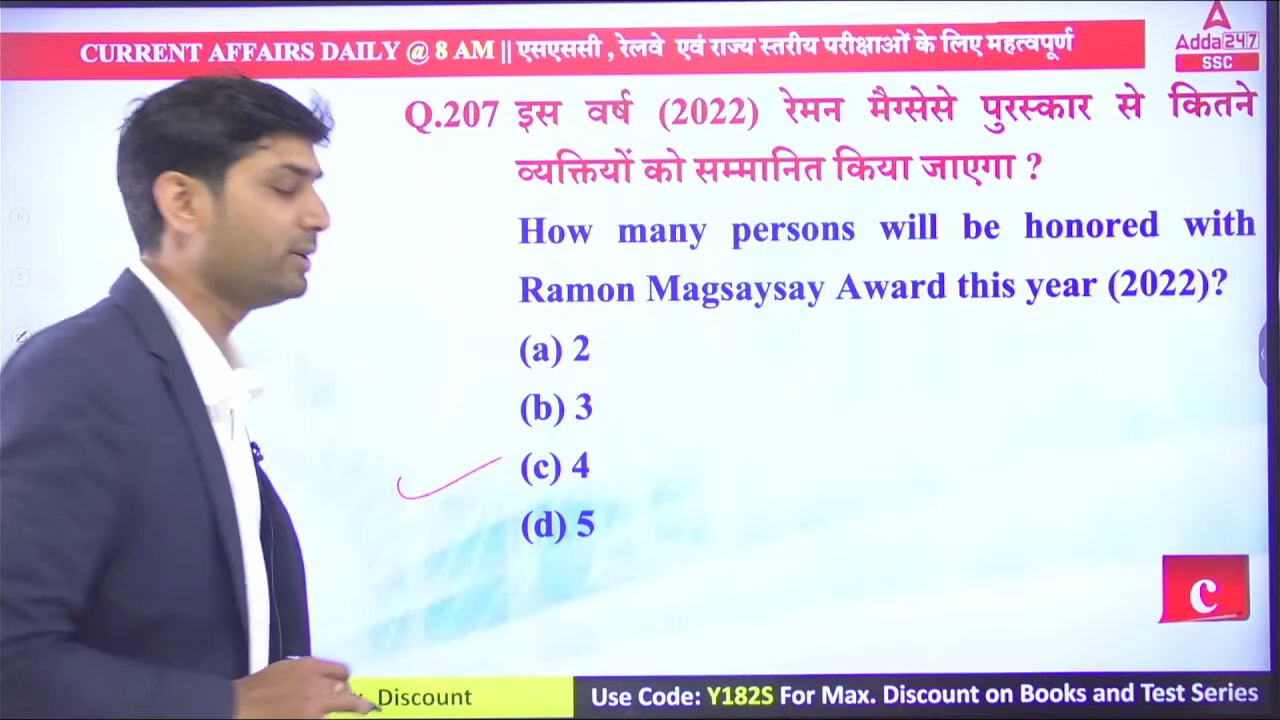 CURRENT AFFAIRS DAILY @ 8 AM || एसएससी , रेलवे एवं राज्य स्तरीय परीक्षाओं के लिए महत्वपूर्ण
Adda 247
SSC
Q.207 इस वर्ष (2022) रेमन मैग्सेसे पुरस्कार से कितने
व्यक्तियों को सम्मानित किया जाएगा ?
How many persons will be honored with
Ramon Magsaysay Award this year (2022)?
(a) 2
(b) 3
(c) 4
(d) 5
c
Discount
Use Code: Y182S For Max. Discount on Books and Test Series